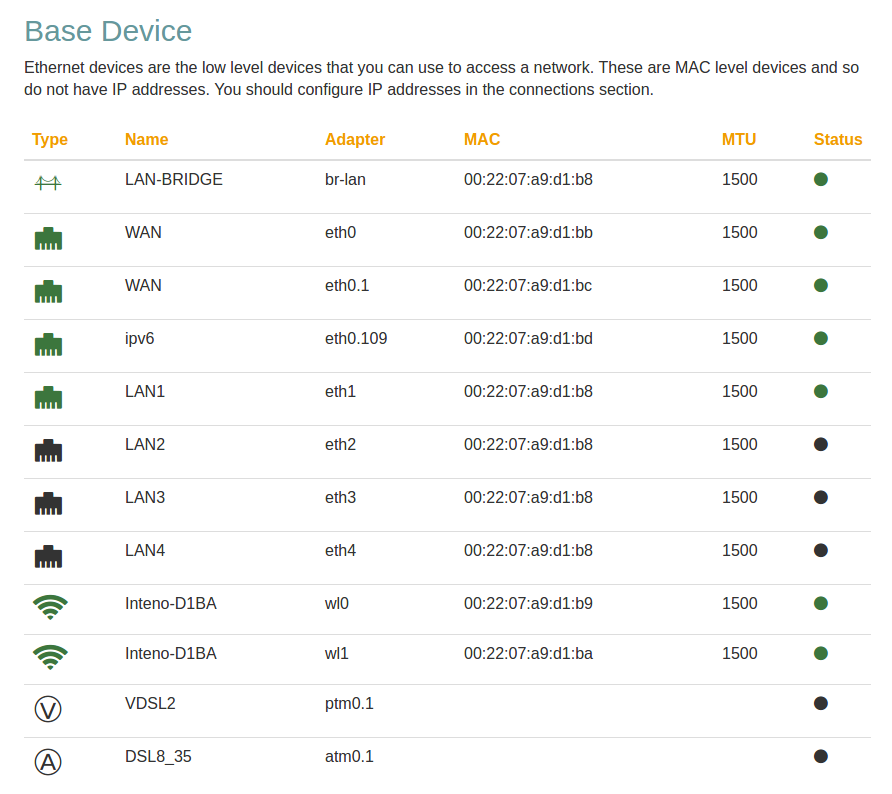 Base Device
Ethernet devices are the low level devices that you can use to access a network. These are MAC level devices and so
do not have IP addresses. You should configure IP addresses in the connections section.
Type Name Adapter MAC MTU Status
LAN-BRIDGE br-lan 00:22:07:a9:d1:b8 1500
WAN eth0 00:22:07:a9:d1:bb 1500
WAN eth0.1 00:22:07:a9:d1:bc 1500
ipv6 eth0.109 00:22:07:a9:d1:bd 1500
LAN1 eth1 00:22:07:a9:d1:b8 1500
LAN2 eth2 00:22:07:a9:d1:b8 1500
LAN3 eth3 00:22:07:a9:d1:b8 1500
LAN4 eth4 00:22:07:a9:d1:b8 1500
Inteno-D1BA wl0 00:22:07:a9:d1:b9 1500
Inteno-D1BA wl1 00:22:07:a9:d1:ba 1500
V VDSL2 ptm0.1
A DSL8_35 atm0.1